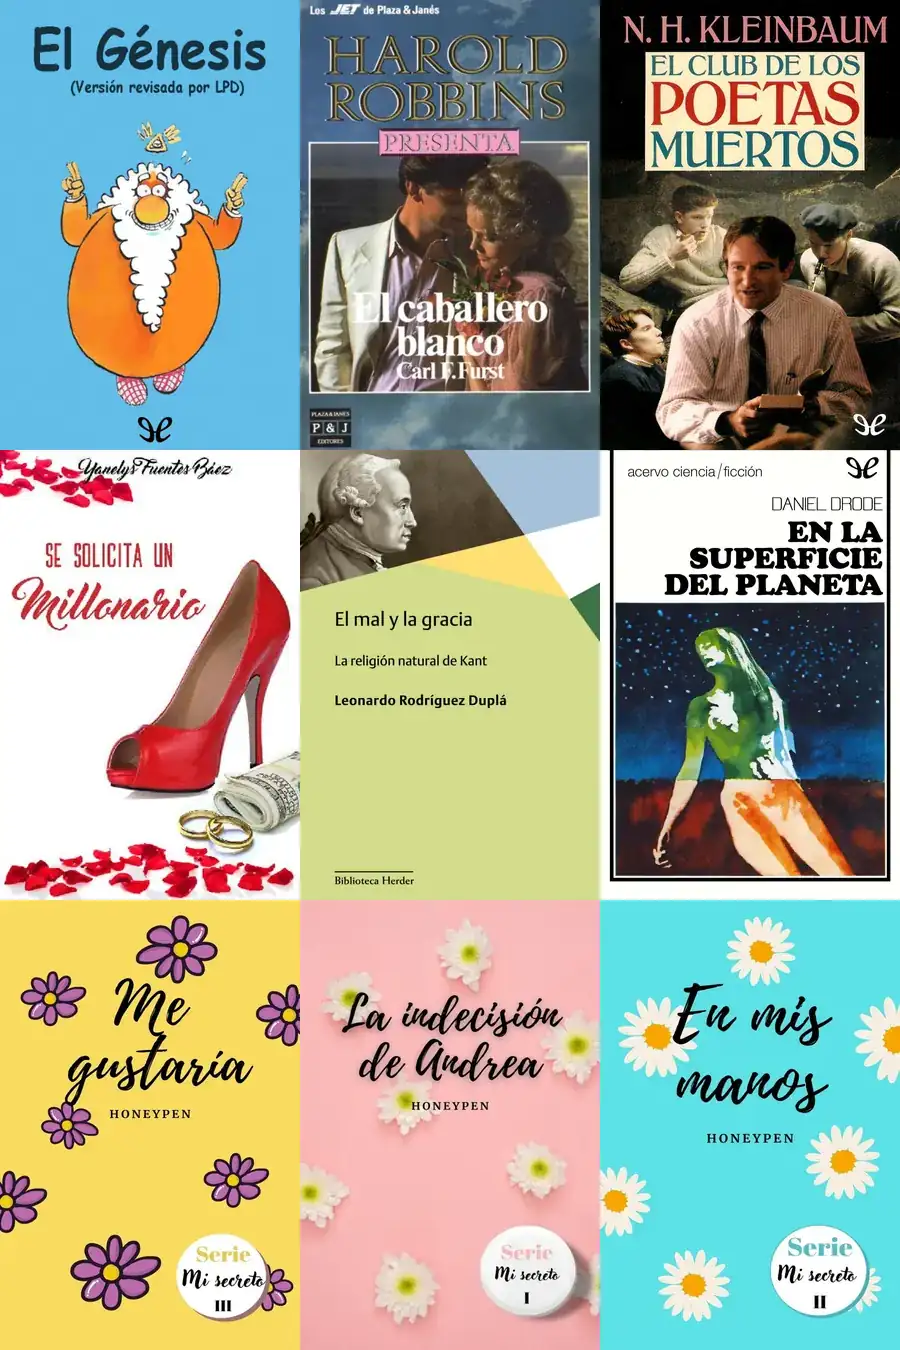 El Génesis
(Versión revisada por LPD)
Los JET de Plaza & Janés
HAROLD
ROBBINS
PRESENTA
El caballero
blanco
Carl F. Furst
PLAZA & JANES
P & J
EDITORES
N. H. KLEINBAUM
EL CLUB DE LOS
POETAS
MUERTOS
Yanelys Fuentes Báez
SE SOLICITA UN
Millonario
El mal y la gracia
La religión natural de Kant
Leonardo Rodríguez Duplá
Biblioteca Herder
acervo ciencia/ficción
DANIEL DRODE
EN LA
SUPERFICIE
DEL PLANETA
Me
gustaría
HONEYPEN
Serie
Mi secreto
III
La indecisión
de Andrea
HONEYPEN
Serie
Mi secreto
I
En mis
manos
HONEYPEN
Serie
Mi secreto
II